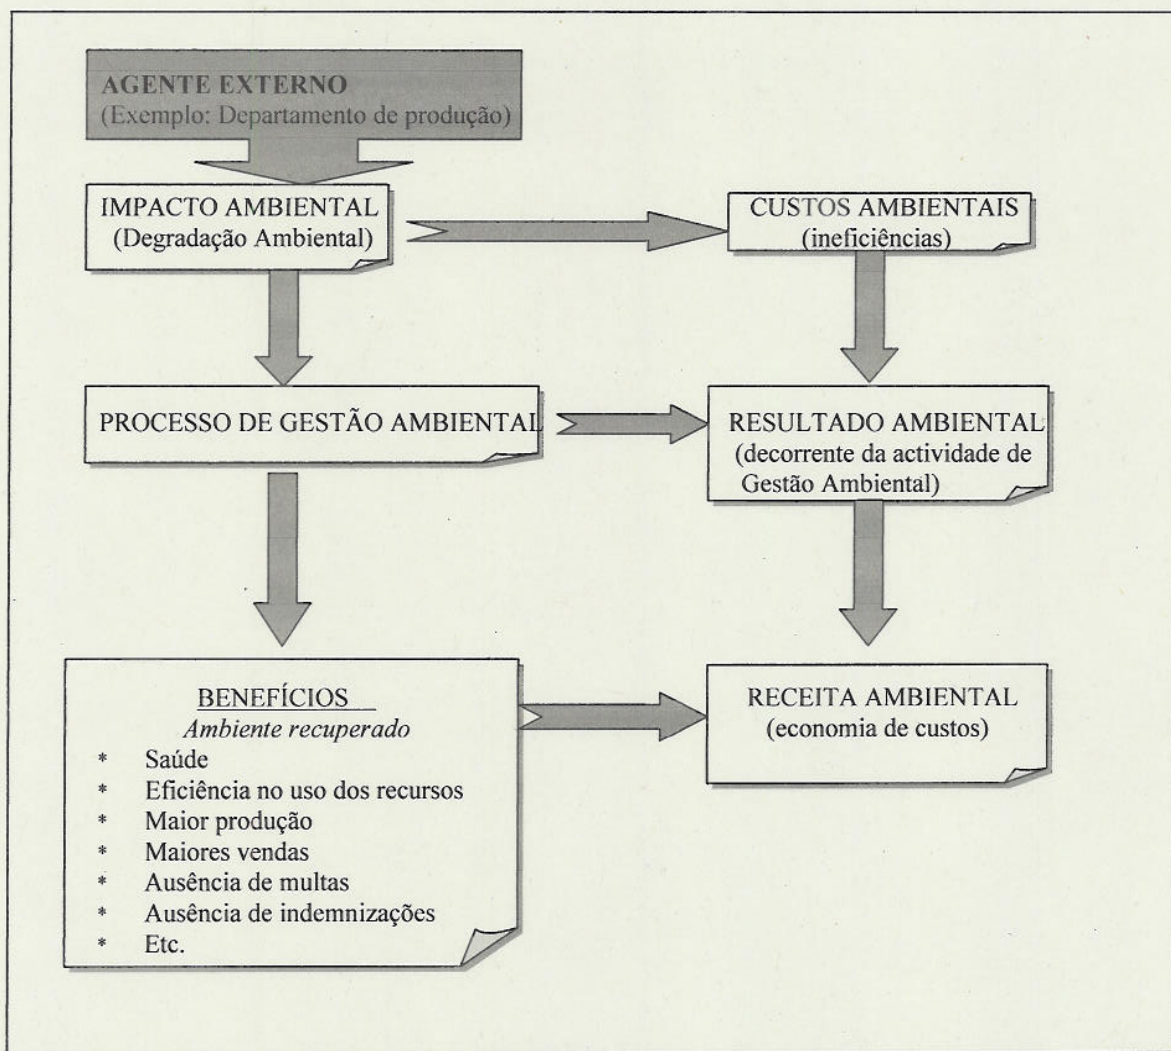 AGENTE EXTERNO
(Exemplo: Departamento de produção)
IMPACTO AMBIENTAL
(Degradação Ambiental)
CUSTOS AMBIENTAIS
(ineficiências)
PROCESSO DE GESTÃO AMBIENTAL
RESULTADO AMBIENTAL
(decorrente da actividade de
Gestão Ambiental)
BENEFÍCIOS
Ambiente recuperado
* Saúde
* Eficiência no uso dos recursos
* Maior produção
* Maiores vendas
* Ausência de multas
* Ausência de indemnizações
* Etc.
RECEITA AMBIENTAL
(economia de custos)